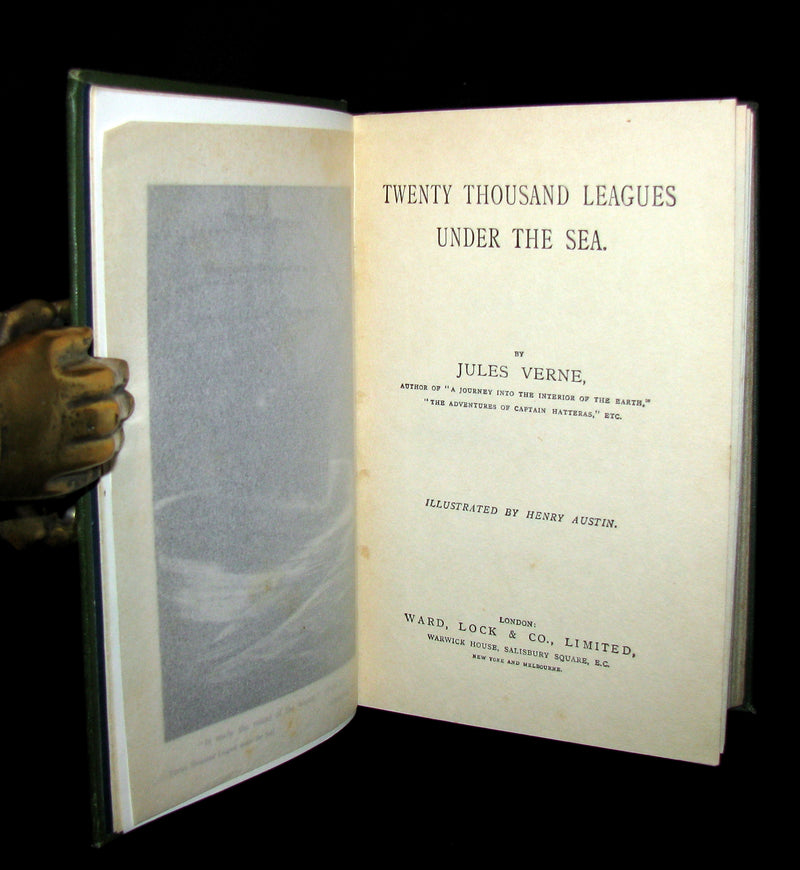 TWENTY THOUSAND LEAGUES
UNDER THE SEA.
BY
JULES VERNE,
AUTHOR OF "A JOURNEY INTO THE INTERIOR OF THE EARTH,"
"THE ADVENTURES OF CAPTAIN HATTERAS," ETC.
ILLUSTRATED BY HENRY AUSTIN.
LONDON:
WARD, LOCK & CO., LIMITED,
WARWICK HOUSE, SALISBURY SQUARE, E.C.
NEW YORK AND MELBOURNE.